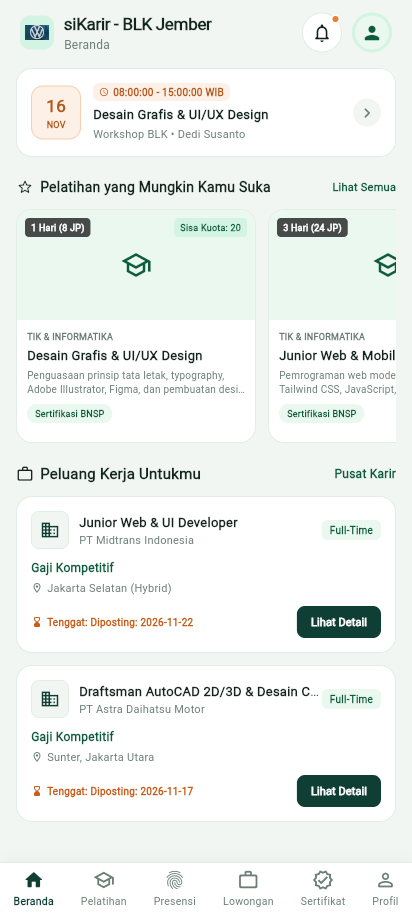 siKarir - BLK Jember
Beranda
16
NOV
08:00:00 - 15:00:00 WIB
Desain Grafis & UI/UX Design
Workshop BLK • Dedi Susanto
Pelatihan yang Mungkin Kamu Suka
Lihat Semua
1 Hari (8 JP)
Sisa Kuota: 20
TIK & INFORMATIKA
Desain Grafis & UI/UX Design
Penguasaan prinsip tata letak, typography,
Adobe Illustrator, Figma, dan pembuatan desi...
Sertifikasi BNSP
3 Hari (24 JP)
TIK & INFORMATIKA
Junior Web & Mobil
Pemrograman web mode
Tailwind CSS, JavaScript,
Sertifikasi BNSP
Peluang Kerja Untukmu
Pusat Karir
Junior Web & UI Developer
PT Midtrans Indonesia
Full-Time
Gaji Kompetitif
Jakarta Selatan (Hybrid)
Tenggat: Diposting: 2026-11-22
Lihat Detail
Draftsman AutoCAD 2D/3D & Desain C...
PT Astra Daihatsu Motor
Full-Time
Gaji Kompetitif
Sunter, Jakarta Utara
Tenggat: Diposting: 2026-11-17
Lihat Detail
Beranda
Pelatihan
Presensi
Lowongan
Sertifikat
Profil